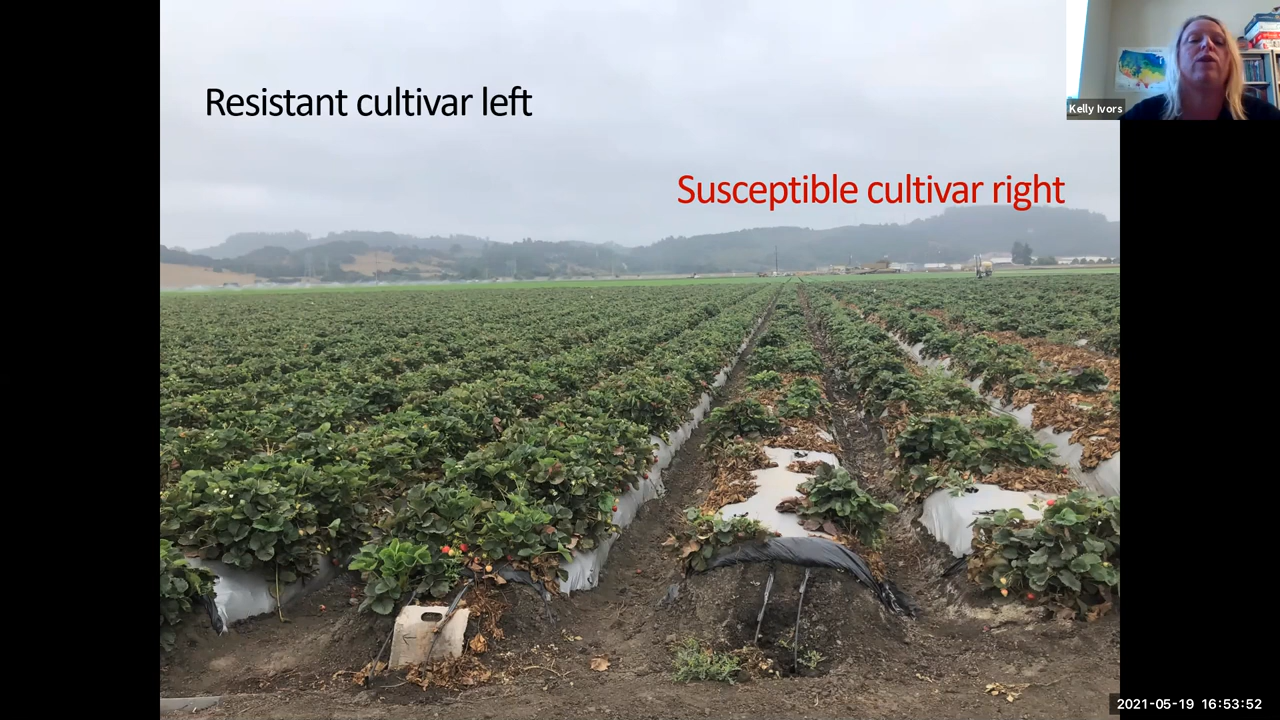 Resistant cultivar left
Kelly Ivors
Susceptible cultivar right
2021-05-19 16:53:52